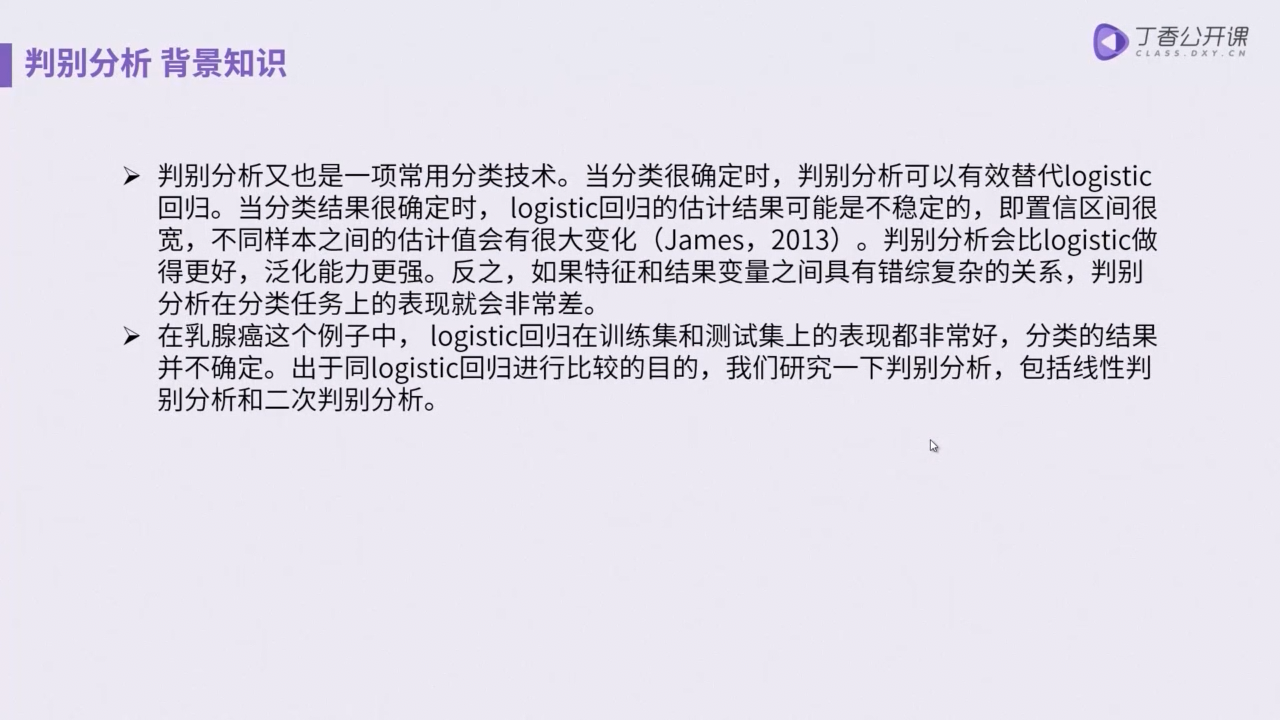 判别分析 背景知识
丁香公开课
CLASS.DXY.CN
判别分析又也是一项常用分类技术。当分类很确定时，判别分析可以有效替代logistic
回归。当分类结果很确定时， logistic回归的估计结果可能是不稳定的，即置信区间很
宽，不同样本之间的估计值会有很大变化（James，2013）。判别分析会比logistic做
得更好，泛化能力更强。反之，如果特征和结果变量之间具有错综复杂的关系，判别
分析在分类任务上的表现就会非常差。
在乳腺癌这个例子中， logistic回归在训练集和测试集上的表现都非常好，分类的结果
并不确定。出于同logistic回归进行比较的目的，我们研究一下判别分析，包括线性判
别分析和二次判别分析。